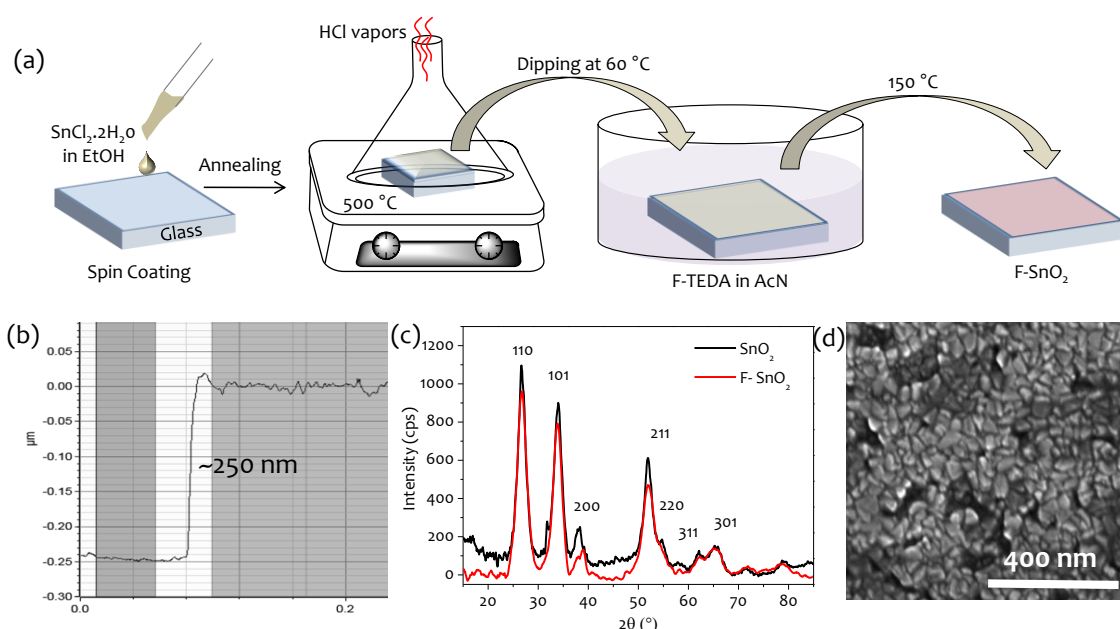 (a)
HCl vapors
Dipping at 60 °C
150 °C
SnCl₂.2H₂0
in EtOH
Annealing
500 °C
Glass
Spin Coating
F-TEDA in AcN
F-SnO₂
(b)
0.05
0.00
-0.05
-0.10
-0.15
-0.20
-0.25
-0.30
µm
~250 nm
0.0
0.2
(c)
1200
1000
800
600
400
200
0
Intensity (cps)
110
101
200
211
220
311
301
SnO₂
F- SnO₂
20
30
40
50
60
70
80
2θ (°)
(d)
400 nm